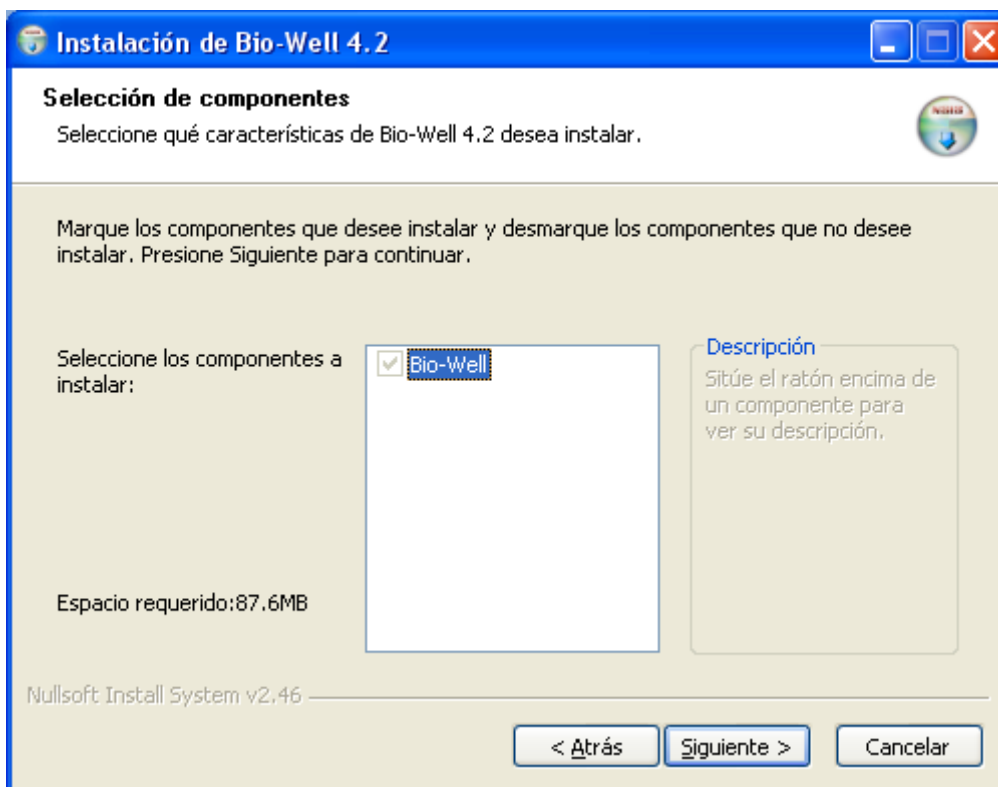 Instalación de Bio-Well 4.2
Selección de componentes
Seleccione qué características de Bio-Well 4.2 desea instalar.
Marque los componentes que desee instalar y desmarque los componentes que no desee
instalar. Presione Siguiente para continuar.
Seleccione los componentes a
instalar:
Bio-Well
Descripción
Sitúe el ratón encima de
un componente para
ver su descripción.
Espacio requerido:87.6MB
Nullsoft Install System v2.46
< Atrás
Siguiente >
Cancelar